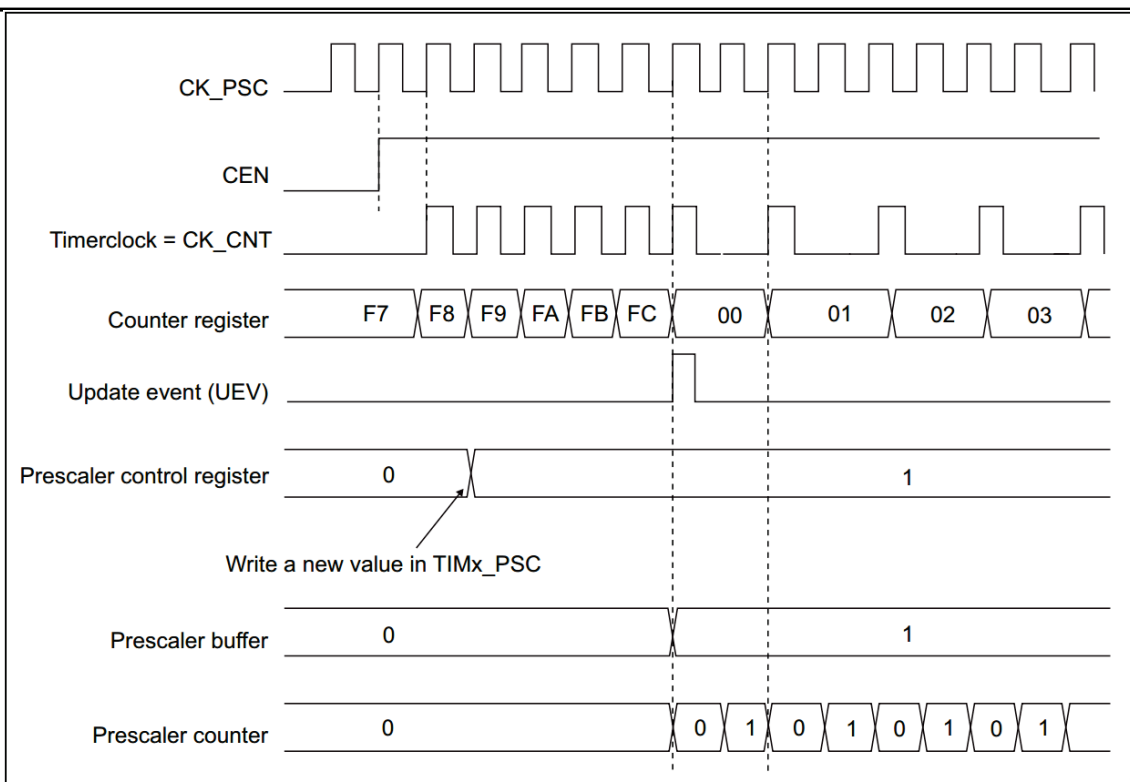 CK_PSC
CEN
Timerclock = CK_CNT
Counter register F7 F8 F9 FA FB FC 00 01 02 03
Update event (UEV)
Prescaler control register 0 1
Write a new value in TIMx_PSC
Prescaler buffer 0 1
Prescaler counter 0 0 1 0 1 0 1 0 1